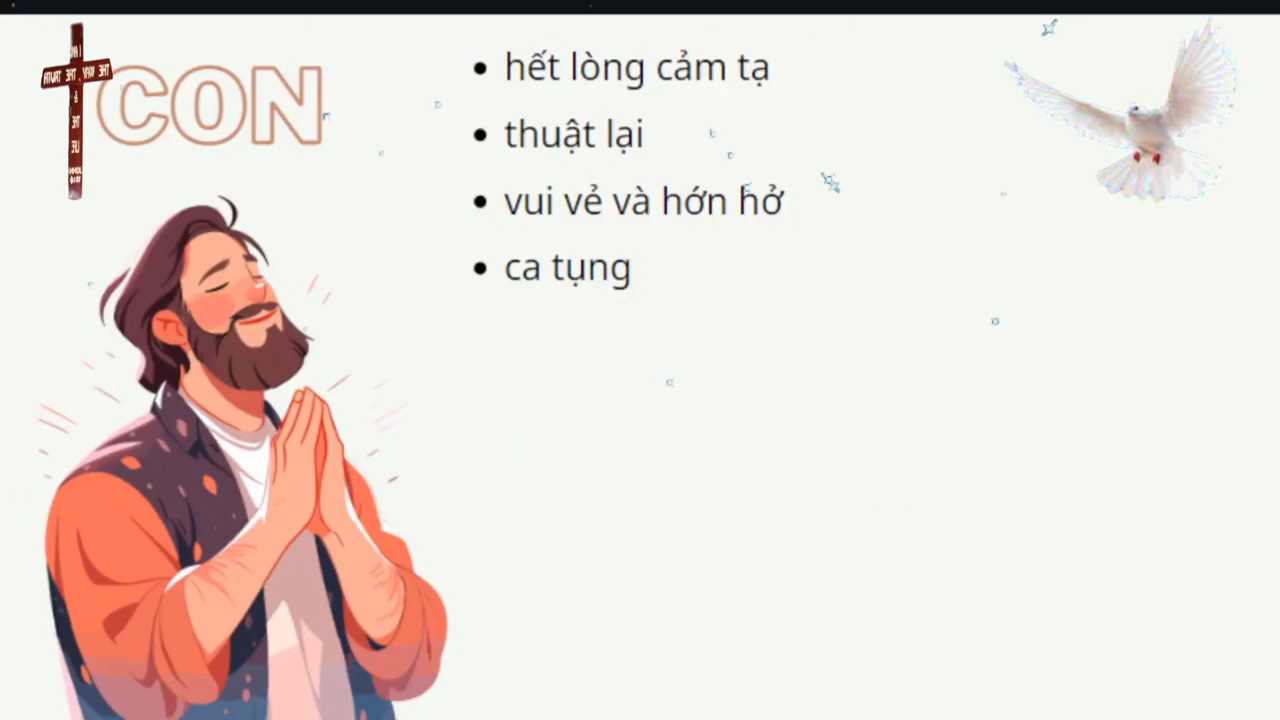 CON
• hết lòng cảm tạ
• thuật lại
• vui vẻ và hớn hở
• ca tụng